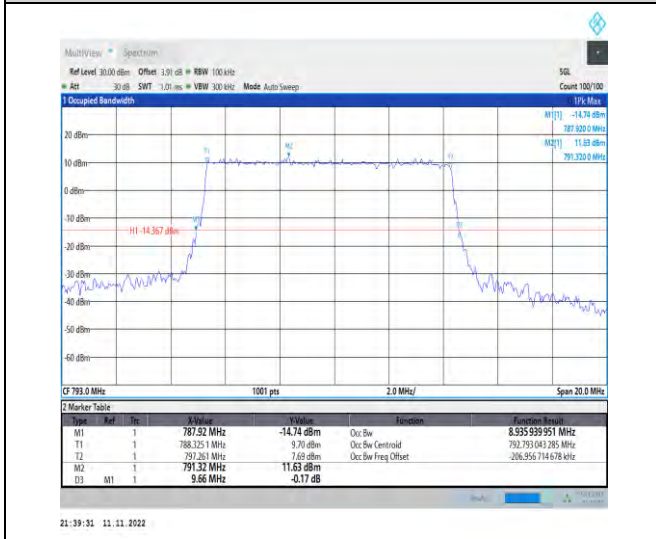 MultiView Spectrum
Ref Level 30.00 dBm Offset 3.91 dB RBW 100 kHz SGL
Att 30 dB SWT 1.01 ms VBW 300 kHz Mode Auto Sweep Count 100/100
1 Occupied Bandwidth 1Pk Max
M1[1] -14.74 dBm
787.920 0 MHz
M2[1] 11.63 dBm
791.320 0 MHz
20 dBm
M2
T1
10 dBm
0 dBm
-10 dBm
M1
H1 -14.367 dBm
-20 dBm
-30 dBm
-40 dBm
-50 dBm
-60 dBm
CF 793.0 MHz 1001 pts 2.0 MHz/ Span 20.0 MHz
2 Marker Table
Type Ref Trc X-Value Y-Value Function Function Result
M1 1 787.92 MHz -14.74 dBm Occ Bw 8.935 939 951 MHz
T1 1 788.325 1 MHz 9.70 dBm Occ Bw Centroid 792.793 043 285 MHz
T2 1 797.261 MHz 7.69 dBm Occ Bw Freq Offset -206.956 714 678 kHz
M2 1 791.32 MHz 11.63 dBm
D3 M1 1 9.66 MHz -0.17 dB
21:39:31 11.11.2022